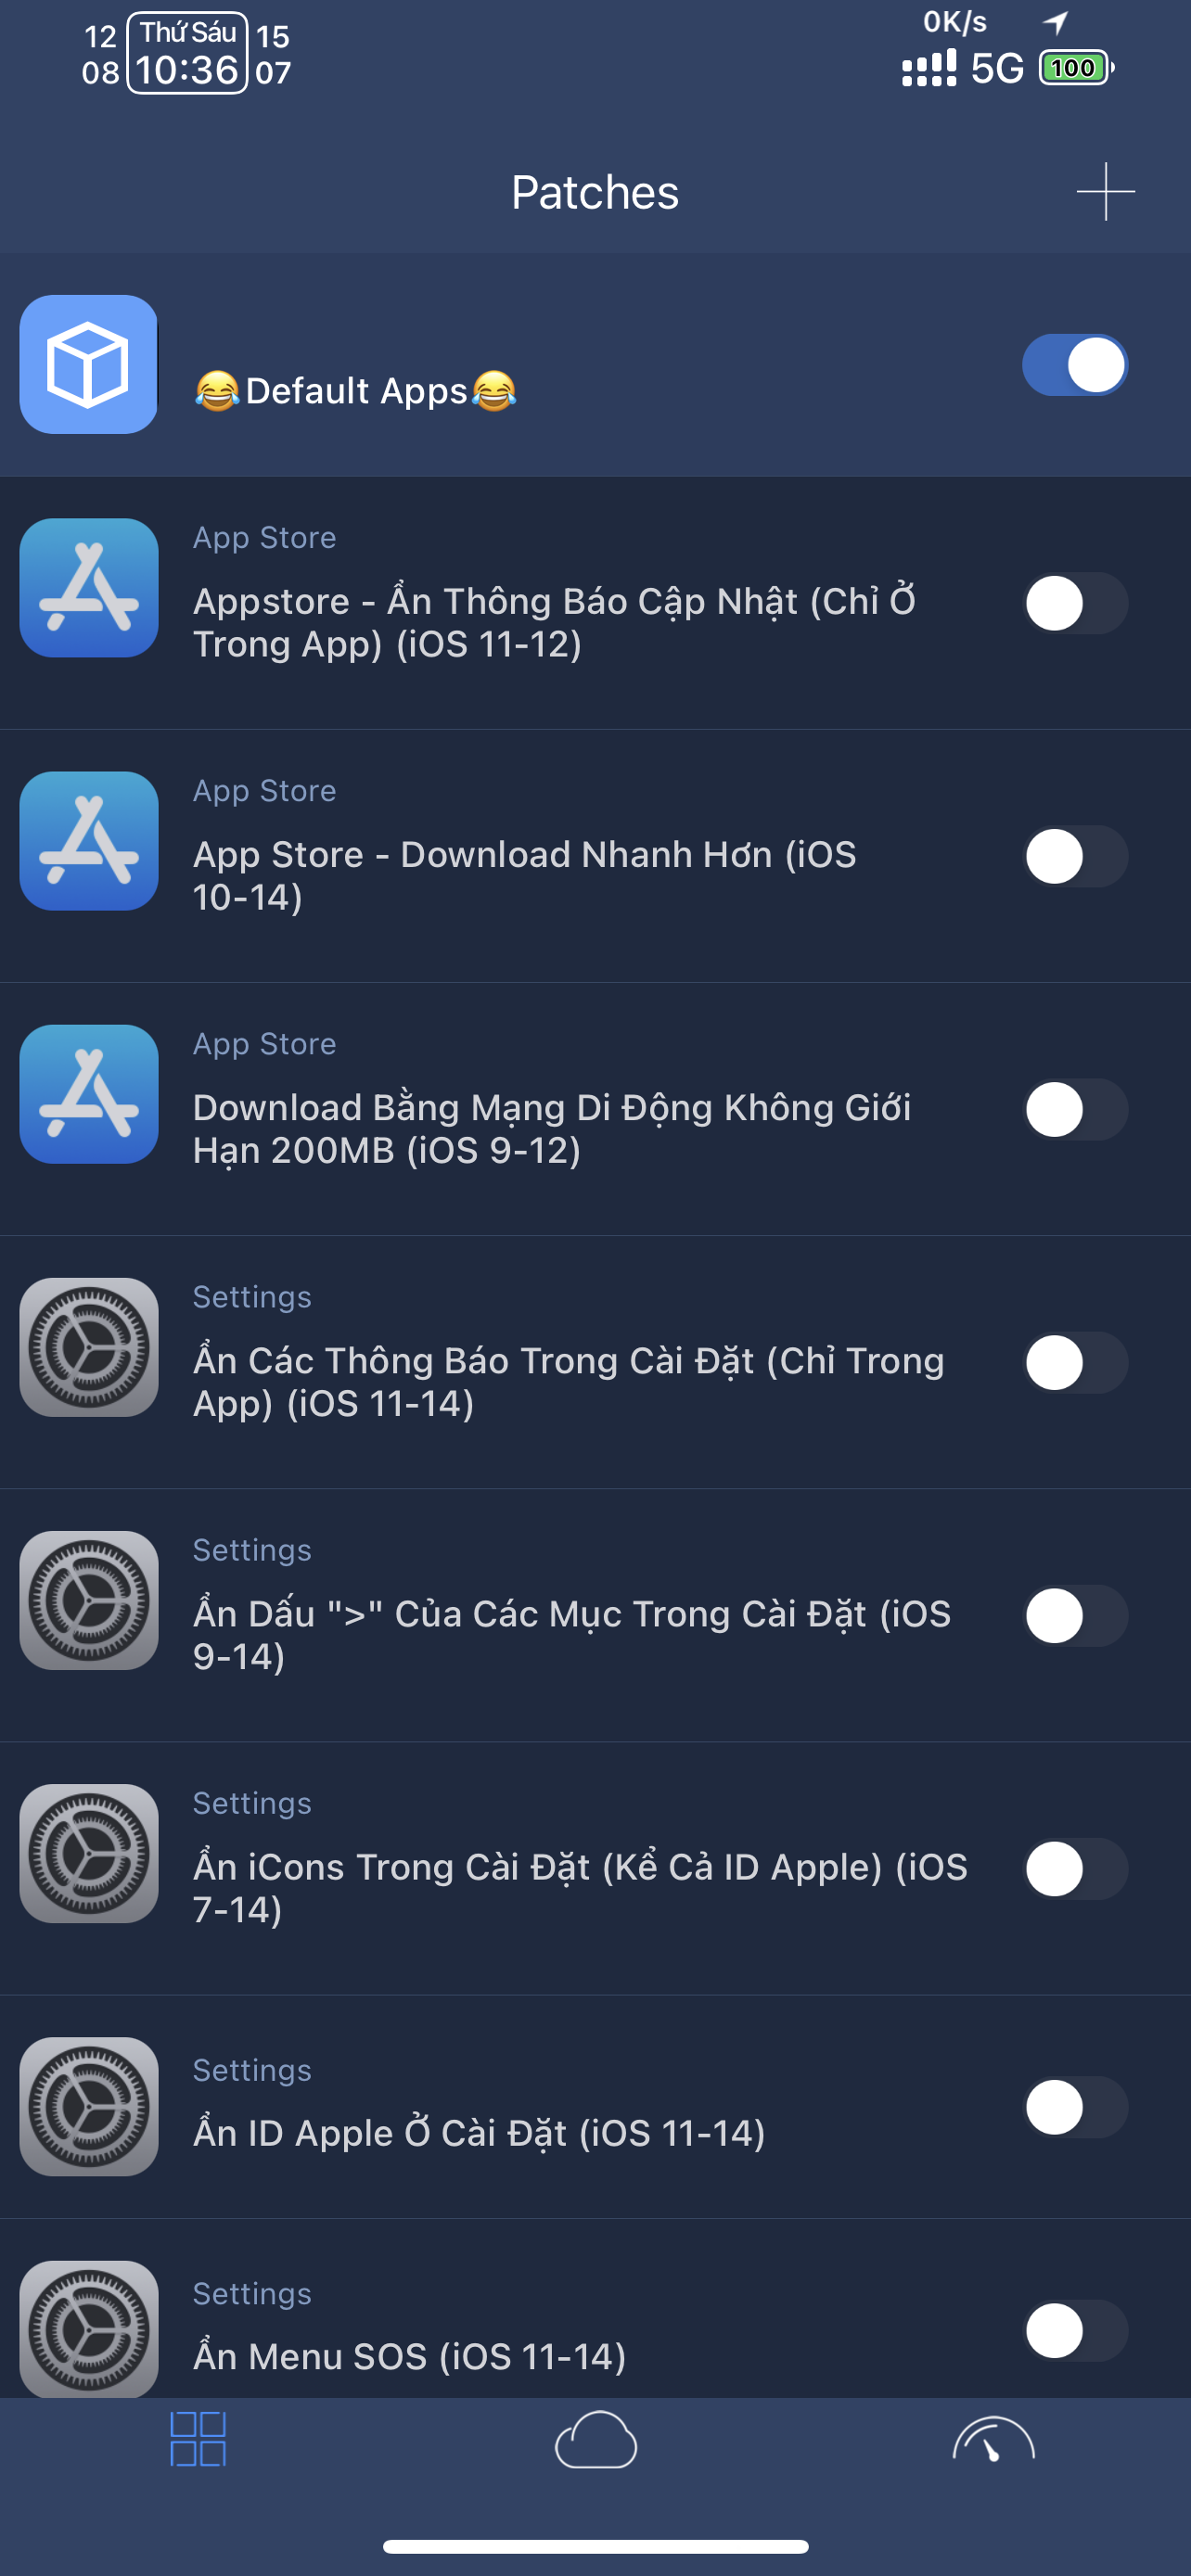 12 Thứ Sáu 15
08 10:36 07
0K/s
5G 100
Patches
😂Default Apps😂
App Store
Appstore - Ẩn Thông Báo Cập Nhật (Chỉ Ở
Trong App) (iOS 11-12)
App Store
App Store - Download Nhanh Hơn (iOS
10-14)
App Store
Download Bằng Mạng Di Động Không Giới
Hạn 200MB (iOS 9-12)
Settings
Ẩn Các Thông Báo Trong Cài Đặt (Chỉ Trong
App) (iOS 11-14)
Settings
Ẩn Dấu ">" Của Các Mục Trong Cài Đặt (iOS
9-14)
Settings
Ẩn iCons Trong Cài Đặt (Kể Cả ID Apple) (iOS
7-14)
Settings
Ẩn ID Apple Ở Cài Đặt (iOS 11-14)
Settings
Ẩn Menu SOS (iOS 11-14)